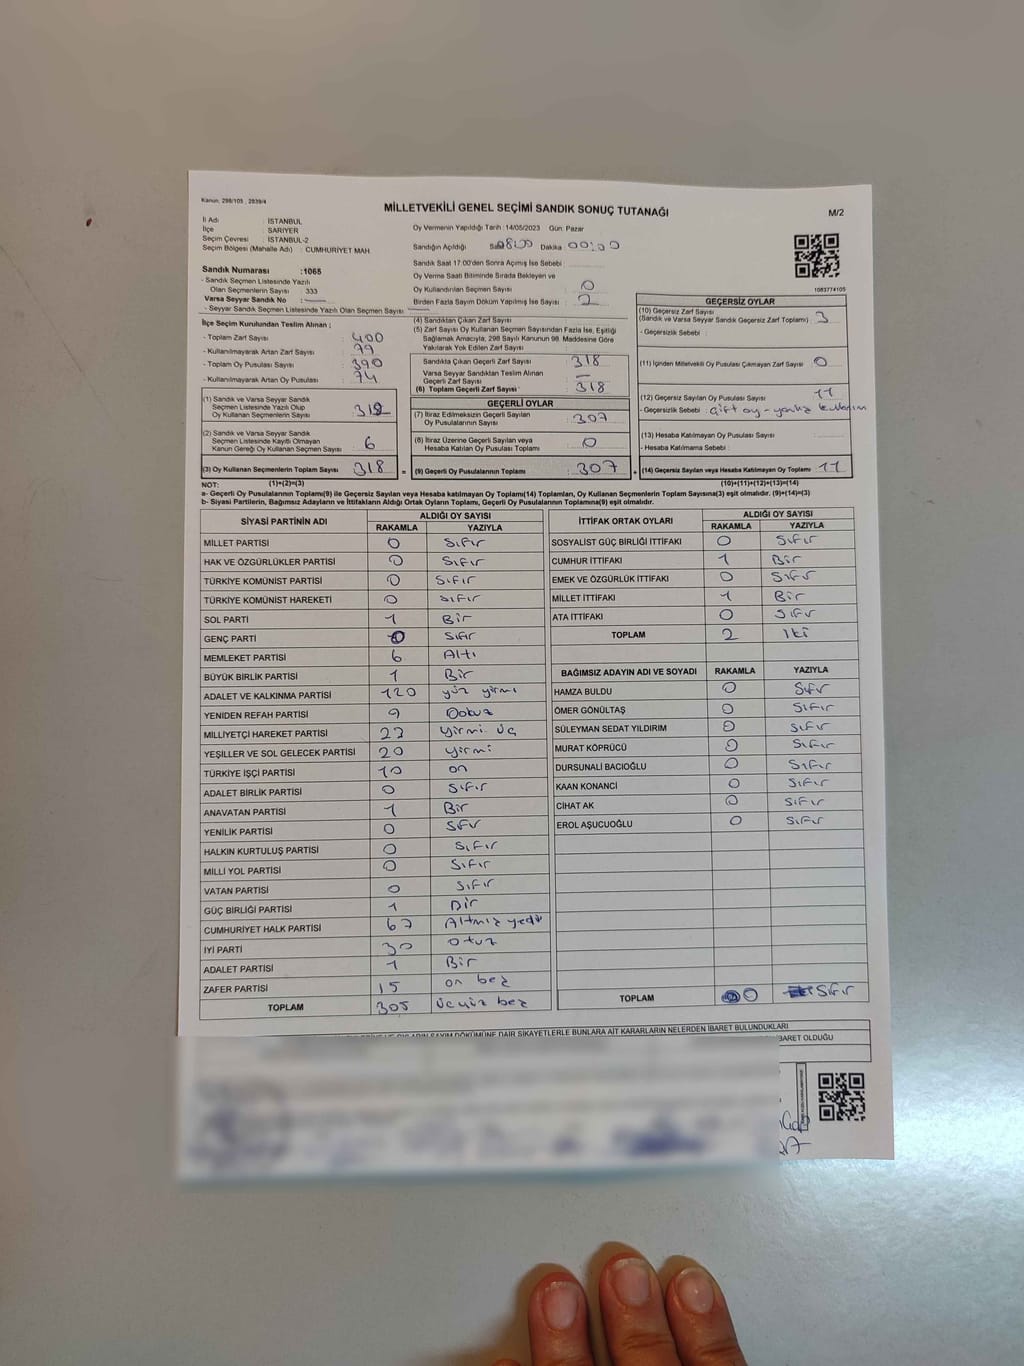 Kanun: 298/105 , 2839/4
MİLLETVEKİLİ GENEL SEÇİMİ SANDIK SONUÇ TUTANAĞI
M/2
İl Adı : İSTANBUL
İlçe : SARIYER
Seçim Çevresi : İSTANBUL-2
Seçim Bölgesi (Mahalle Adı) : CUMHURİYET MAH.
Sandık Numarası :1065
- Sandık Seçmen Listesinde Yazılı
Olan Seçmenlerin Sayısı : 333
Varsa Seyyar Sandık No :
- Seyyar Sandık Seçmen Listesinde Yazılı Olan Seçmen Sayısı
Oy Vermenin Yapıldığı Tarih :14/05/2023 Gün: Pazar
Sandığın Açıldığı Saat 08:00 Dakika 00:00
Sandık Saat 17:00'den Sonra Açılmış İse Sebebi :
Oy Verme Saati Bitiminde Sırada Bekleyen ve
Oy Kullandırılan Seçmen Sayısı : 0
Birden Fazla Sayım Döküm Yapılmış İse Sayısı : 2
1083774105
İlçe Seçim Kurulundan Teslim Alınan ;
- Toplam Zarf Sayısı : 400
- Kullanılmayarak Artan Zarf Sayısı : 79
- Toplam Oy Pusulası Sayısı : 390
- Kullanılmayarak Artan Oy Pusulası : 74
(1) Sandık ve Varsa Seyyar Sandık
Seçmen Listesinde Yazılı Olup
Oy Kullanan Seçmenlerin Sayısı : 312
(2) Sandık ve Varsa Seyyar Sandık
Seçmen Listesinde Kayıtlı Olmayan
Kanun Gereği Oy Kullanan Seçmen Sayısı : 6
(3) Oy Kullanan Seçmenlerin Toplam Sayısı : 318 =
(4) Sandıktan Çıkan Zarf Sayısı :
(5) Zarf Sayısı Oy Kullanan Seçmen Sayısından Fazla İse, Eşitliği
Sağlamak Amacıyla, 298 Sayılı Kanunun 98. Maddesine Göre
Yakılarak Yok Edilen Zarf Sayısı :
Sandıkta Çıkan Geçerli Zarf Sayısı : 318
Varsa Seyyar Sandıktan Teslim Alınan
Geçerli Zarf Sayısı : —
(6) Toplam Geçerli Zarf Sayısı : 318
GEÇERLİ OYLAR
(7) İtiraz Edilmeksizin Geçerli Sayılan
Oy Pusulalarının Sayısı : 307
(8) İtiraz Üzerine Geçerli Sayılan veya
Hesaba Katılan Oy Pusulası Toplamı : 0
(9) Geçerli Oy Pusulalarının Toplamı : 307 +
GEÇERSİZ OYLAR
(10) Geçersiz Zarf Sayısı
(Sandık ve Varsa Seyyar Sandık Geçersiz Zarf Toplamı) : 3
- Geçersizlik Sebebi :
(11) İçinden Milletvekili Oy Pusulası Çıkmayan Zarf Sayısı : 0
(12) Geçersiz Sayılan Oy Pusulası Sayısı : 11
- Geçersizlik Sebebi : Çift oy - yanlış kullanım
(13) Hesaba Katılmayan Oy Pusulası Sayısı :
- Hesaba Katılmama Sebebi :
(14) Geçersiz Sayılan veya Hesaba Katılmayan Oy Toplamı : 11
NOT: (1)+(2)=(3) (10)+(11)+(12)+(13)=(14)
a- Geçerli Oy Pusulalarının Toplamı(9) ile Geçersiz Sayılan veya Hesaba katılmayan Oy Toplamı(14) Toplamları, Oy Kullanan Seçmenlerin Toplam Sayısına(3) eşit olmalıdır. (9)+(14)=(3)
b- Siyasi Partilerin, Bağımsız Adayların ve İttifakların Aldığı Ortak Oyların Toplamı, Geçerli Oy Pusulalarının Toplamına(9) eşit olmalıdır.
SİYASİ PARTİNİN ADI ALDIĞI OY SAYISI
RAKAMLA YAZIYLA
MİLLET PARTİSİ 0 Sıfır
HAK VE ÖZGÜRLÜKLER PARTİSİ 0 Sıfır
TÜRKİYE KOMÜNİST PARTİSİ 0 Sıfır
TÜRKİYE KOMÜNİST HAREKETİ 0 Sıfır
SOL PARTİ 1 Bir
GENÇ PARTİ 0 Sıfır
MEMLEKET PARTİSİ 6 Altı
BÜYÜK BİRLİK PARTİSİ 1 Bir
ADALET VE KALKINMA PARTİSİ 120 yüz yirmi
YENİDEN REFAH PARTİSİ 9 Dokuz
MİLLİYETÇİ HAREKET PARTİSİ 23 Yirmi üç
YEŞİLLER VE SOL GELECEK PARTİSİ 20 yirmi
TÜRKİYE İŞÇİ PARTİSİ 10 on
ADALET BİRLİK PARTİSİ 0 Sıfır
ANAVATAN PARTİSİ 1 Bir
YENİLİK PARTİSİ 0 Sıfır
HALKIN KURTULUŞ PARTİSİ 0 Sıfır
MİLLİ YOL PARTİSİ 0 Sıfır
VATAN PARTİSİ 0 Sıfır
GÜÇ BİRLİĞİ PARTİSİ 1 Bir
CUMHURİYET HALK PARTİSİ 67 Altmış yedi
İYİ PARTİ 30 otuz
ADALET PARTİSİ 1 Bir
ZAFER PARTİSİ 15 on beş
TOPLAM 305 Üçyüz beş
İTTİFAK ORTAK OYLARI ALDIĞI OY SAYISI
RAKAMLA YAZIYLA
SOSYALİST GÜÇ BİRLİĞİ İTTİFAKI 0 Sıfır
CUMHUR İTTİFAKI 1 Bir
EMEK VE ÖZGÜRLÜK İTTİFAKI 0 Sıfır
MİLLET İTTİFAKI 1 Bir
ATA İTTİFAKI 0 Sıfır
TOPLAM 2 İki
BAĞIMSIZ ADAYIN ADI VE SOYADI RAKAMLA YAZIYLA
HAMZA BULDU 0 Sıfır
ÖMER GÖNÜLTAŞ 0 Sıfır
SÜLEYMAN SEDAT YILDIRIM 0 Sıfır
MURAT KÖPRÜCÜ 0 Sıfır
DURSUNALİ BACIOĞLU 0 Sıfır
KAAN KONANCİ 0 Sıfır
CİHAT AK 0 Sıfır
EROL AŞUCUOĞLU 0 Sıfır
TOPLAM 0 Sıfır
DÖKÜMÜNE DAİR ŞİKAYETLERLE BUNLARA AİT KARARLARIN NELERDEN İBARET BULUNDUKLARI
İBARET OLDUĞU